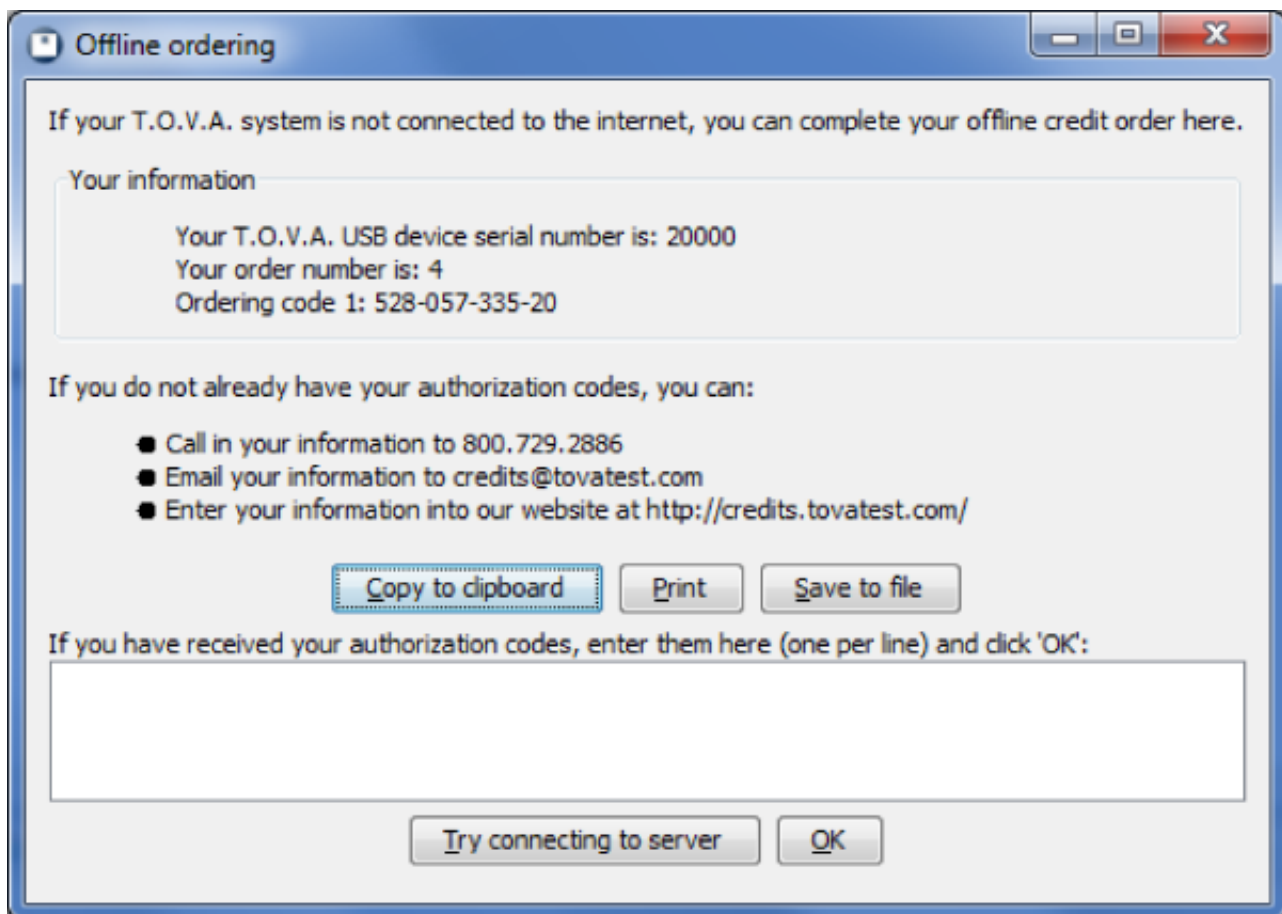 Offline ordering
If your T.O.V.A. system is not connected to the internet, you can complete your offline credit order here.
Your information
Your T.O.V.A. USB device serial number is: 20000
Your order number is: 4
Ordering code 1: 528-057-335-20
If you do not already have your authorization codes, you can:
Call in your information to 800.729.2886
Email your information to credits@tovatest.com
Enter your information into our website at http://credits.tovatest.com/
Copy to clipboard Print Save to file
If you have received your authorization codes, enter them here (one per line) and click 'OK':
Try connecting to server OK